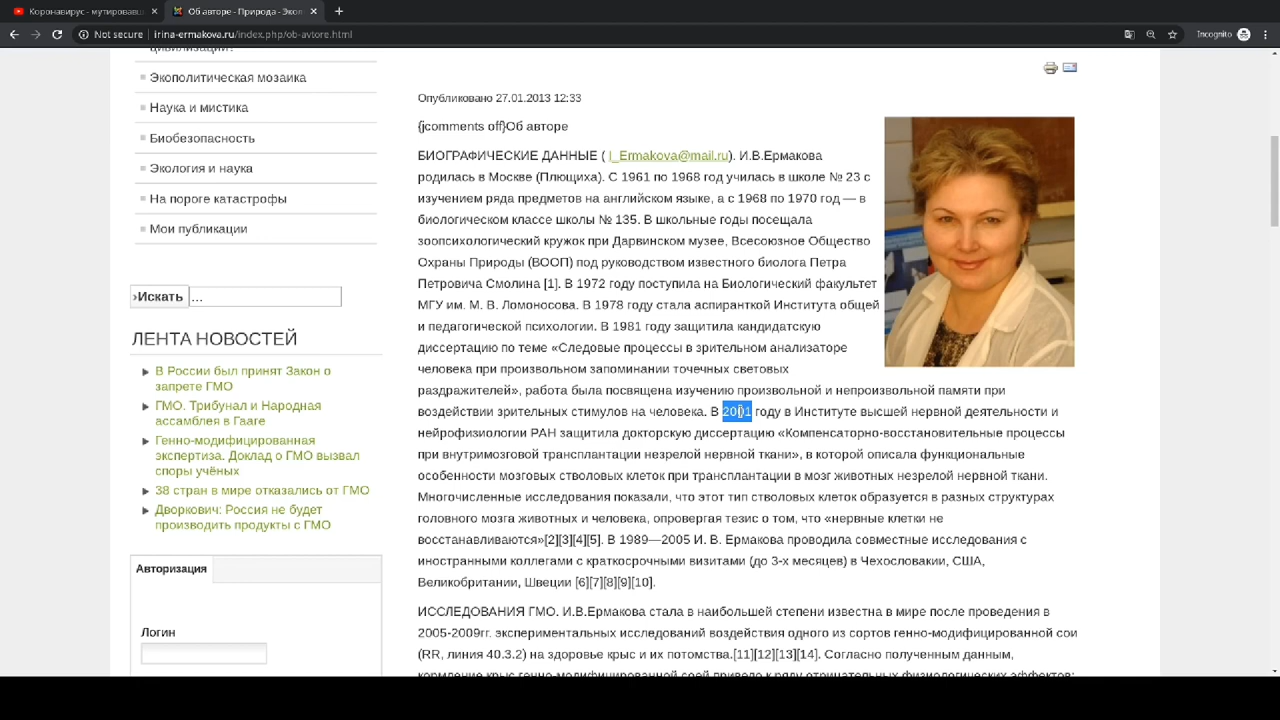 Коронавирус - мутировавш
Об авторе - Природа - Экол
Not secure
irina-ermakova.ru/index.php/ob-avtore.html
Incognito
цивилизации?
Экополитическая мозаика
Наука и мистика
Биобезопасность
Экология и наука
На пороге катастрофы
Мои публикации
›Искать ...
ЛЕНТА НОВОСТЕЙ
В России был принят Закон о
запрете ГМО
ГМО. Трибунал и Народная
ассамблея в Гааге
Генно-модифицированная
экспертиза. Доклад о ГМО вызвал
споры учёных
38 стран в мире отказались от ГМО
Дворкович: Россия не будет
производить продукты с ГМО
Авторизация
Логин
Опубликовано 27.01.2013 12:33
{jcomments off}Об авторе
БИОГРАФИЧЕСКИЕ ДАННЫЕ ( I_Ermakova@mail.ru). И.В.Ермакова
родилась в Москве (Плющиха). С 1961 по 1968 год училась в школе № 23 с
изучением ряда предметов на английском языке, а с 1968 по 1970 год — в
биологическом классе школы № 135. В школьные годы посещала
зоопсихологический кружок при Дарвинском музее, Всесоюзное Общество
Охраны Природы (ВООП) под руководством известного биолога Петра
Петровича Смолина [1]. В 1972 году поступила на Биологический факультет
МГУ им. М. В. Ломоносова. В 1978 году стала аспиранткой Института общей
и педагогической психологии. В 1981 году защитила кандидатскую
диссертацию по теме «Следовые процессы в зрительном анализаторе
человека при произвольном запоминании точечных световых
раздражителей», работа была посвящена изучению произвольной и непроизвольной памяти при
воздействии зрительных стимулов на человека. В 2001 году в Институте высшей нервной деятельности и
нейрофизиологии РАН защитила докторскую диссертацию «Компенсаторно-восстановительные процессы
при внутримозговой трансплантации незрелой нервной ткани», в которой описала функциональные
особенности мозговых стволовых клеток при трансплантации в мозг животных незрелой нервной ткани.
Многочисленные исследования показали, что этот тип стволовых клеток образуется в разных структурах
головного мозга животных и человека, опровергая тезис о том, что «нервные клетки не
восстанавливаются»[2][3][4][5]. В 1989—2005 И. В. Ермакова проводила совместные исследования с
иностранными коллегами с краткосрочными визитами (до 3-х месяцев) в Чехословакии, США,
Великобритании, Швеции [6][7][8][9][10].
ИССЛЕДОВАНИЯ ГМО. И.В.Ермакова стала в наибольшей степени известна в мире после проведения в
2005-2009гг. экспериментальных исследований воздействия одного из сортов генно-модифицированной сои
(RR, линия 40.3.2) на здоровье крыс и их потомства.[11][12][13][14]. Согласно полученным данным,
кормление крыс генно-модифицированной соей привело к ряду отрицательных физиологических эффектов: